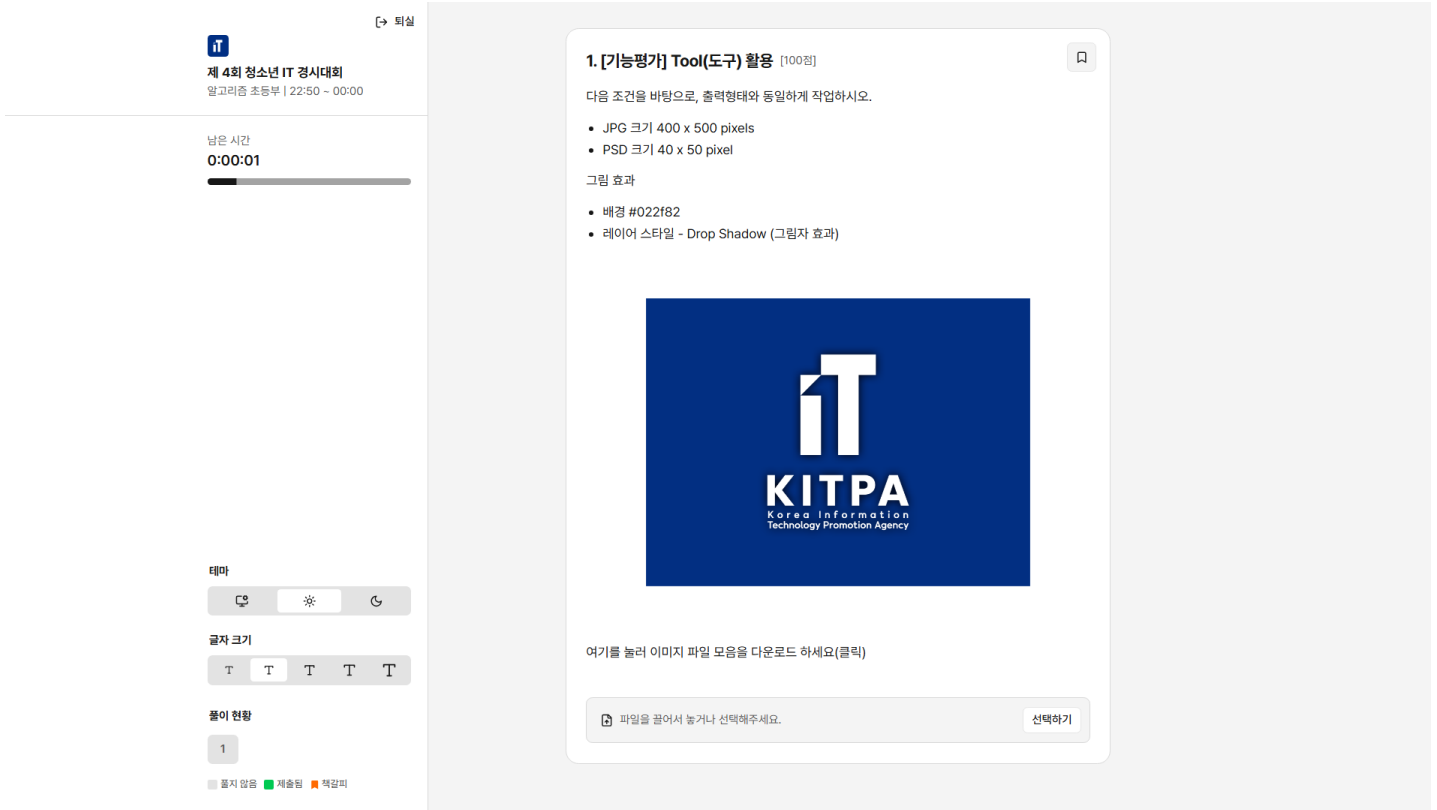 퇴실
iT
제 4회 청소년 IT 경시대회
알고리즘 초등부 | 22:50 ~ 00:00
남은 시간
0:00:01
테마
글자 크기
T T T T T
풀이 현황
1
풀지 않음 제출됨 책갈피
1. [기능평가] Tool(도구) 활용 [100점]
다음 조건을 바탕으로, 출력형태와 동일하게 작업하시오.
• JPG 크기 400 x 500 pixels
• PSD 크기 40 x 50 pixel
그림 효과
• 배경 #022f82
• 레이어 스타일 - Drop Shadow (그림자 효과)
iT
KITPA
Korea Information
Technology Promotion Agency
여기를 눌러 이미지 파일 모음을 다운로드 하세요(클릭)
파일을 끌어서 놓거나 선택해주세요.
선택하기